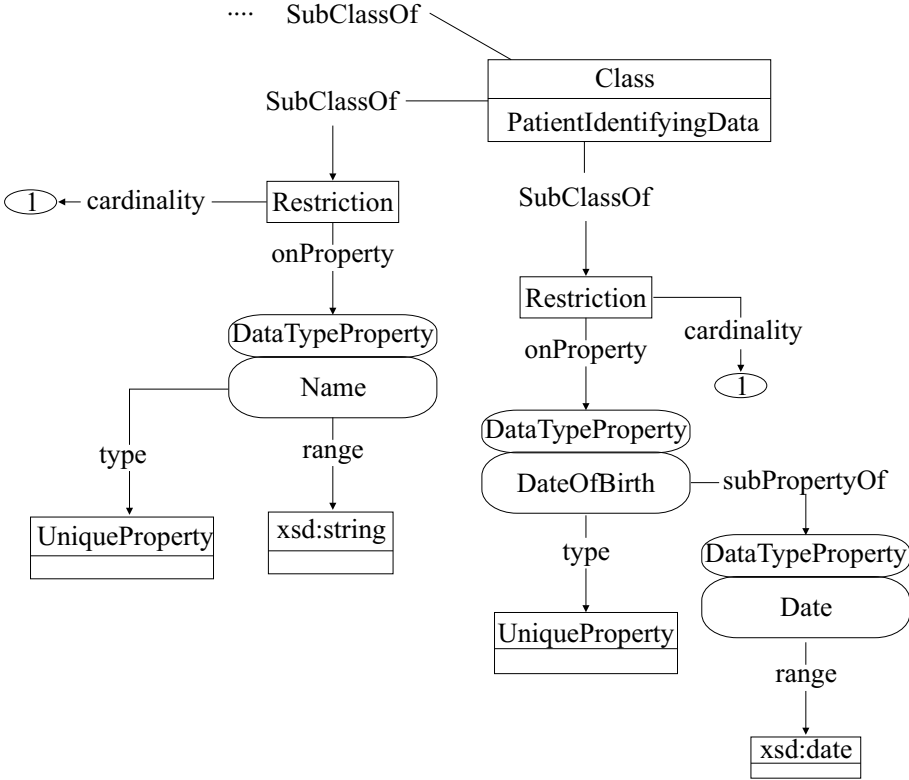 .... SubClassOf
Class
SubClassOf
PatientIdentifyingData
1 cardinality Restriction
SubClassOf
onProperty
Restriction
cardinality
DataTypeProperty
onProperty
Name
1
DataTypeProperty
type range
DateOfBirth subPropertyOf
UniqueProperty xsd:string
type DataTypeProperty
Date
UniqueProperty
range
xsd:date